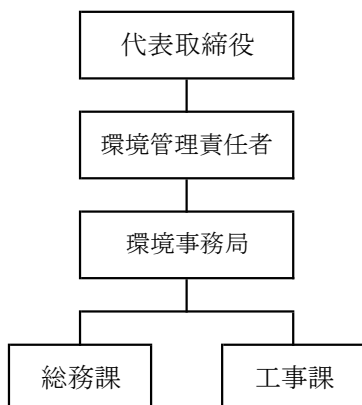 代表取締役
環境管理責任者
環境事務局
総務課
工事課